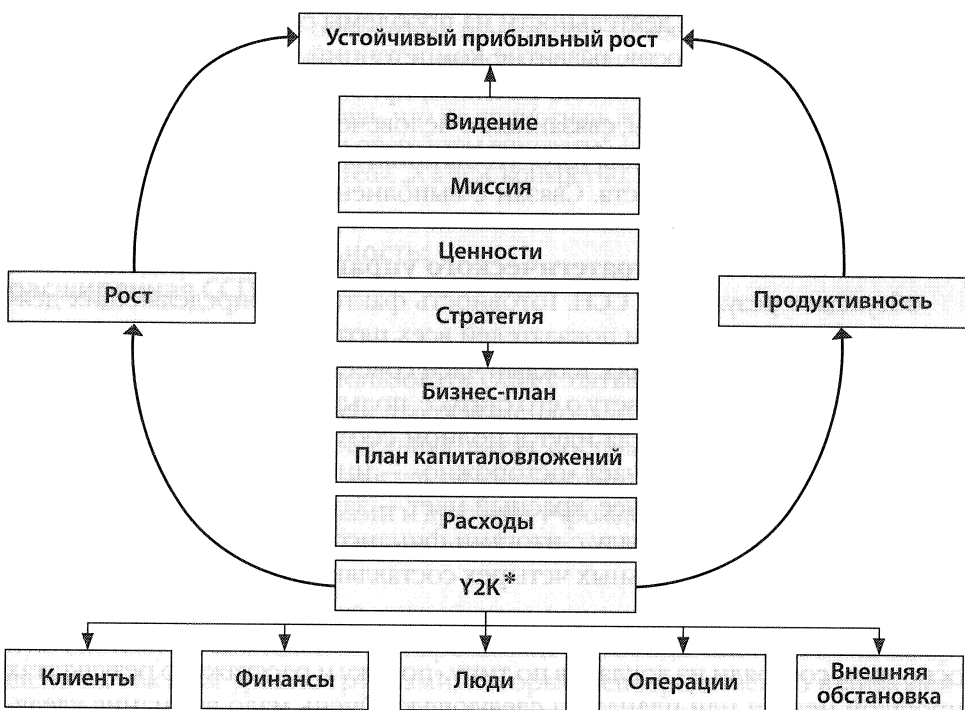 Устойчивый прибыльный рост
Видение
Миссия
Ценности
Рост
Продуктивность
Стратегия
Бизнес-план
План капиталовложений
Расходы
Y2K*
Клиенты
Финансы
Люди
Операции
Внешняя
обстановка